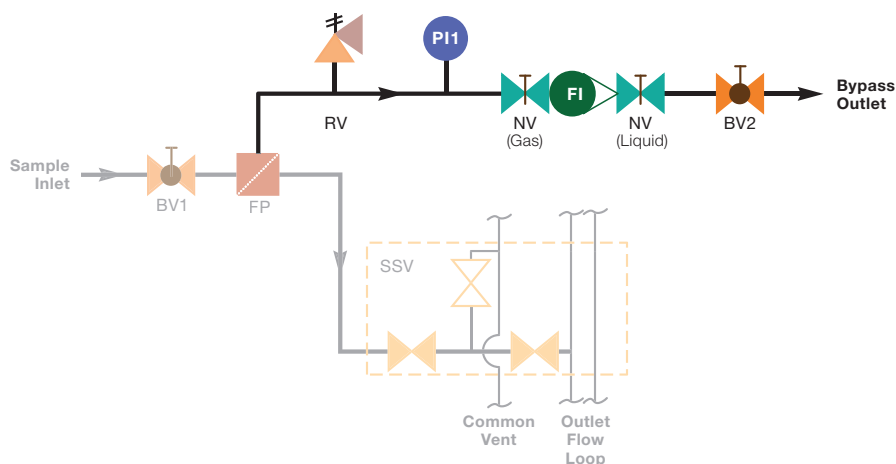 PI1
FI
Bypass
Outlet
RV
NV
(Gas)
NV
(Liquid)
BV2
Sample
Inlet
BV1
FP
SSV
Common
Vent
Outlet
Flow
Loop